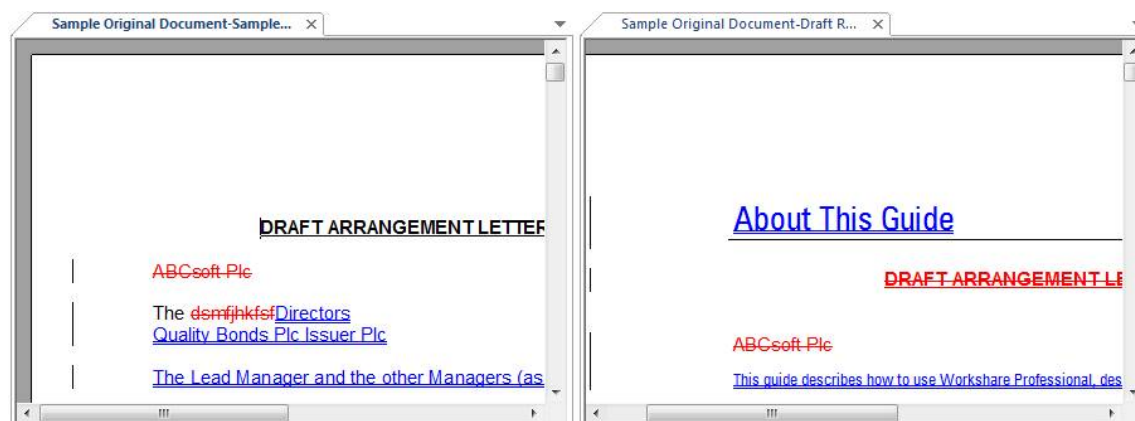 Sample Original Document-Sample...
DRAFT ARRANGEMENT LETTER
ABCsoft Plc
The dsmfjhkfsfDirectors
Quality Bonds Plc Issuer Plc
The Lead Manager and the other Managers (as
Sample Original Document-Draft R...
About This Guide
DRAFT ARRANGEMENT LE
ABCsoft Plc
This guide describes how to use Workshare Professional, des